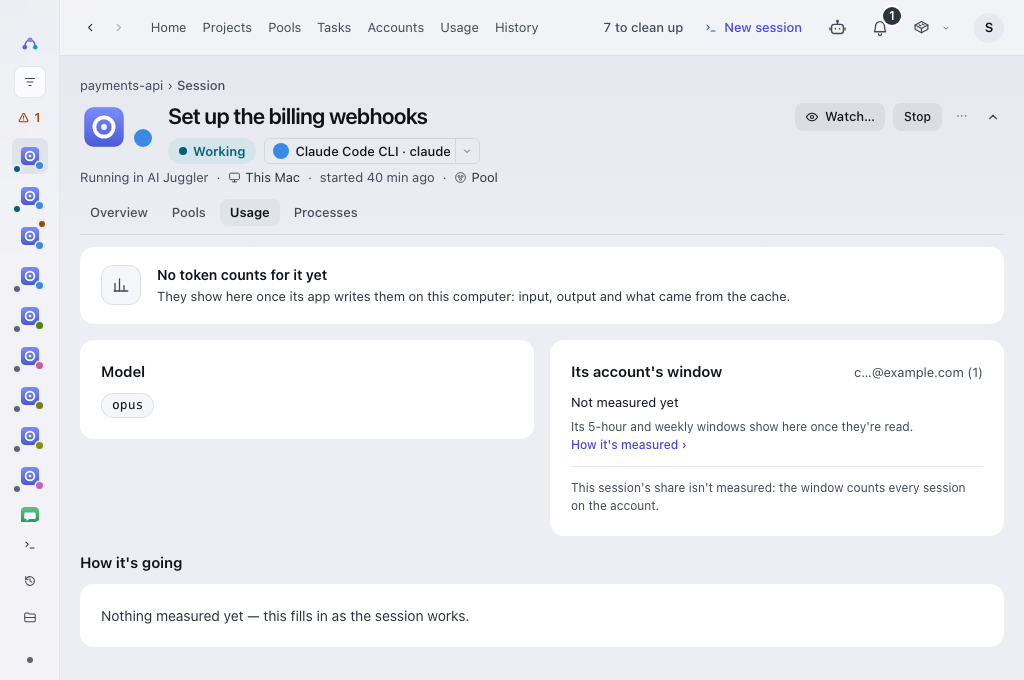 Home Projects Pools Tasks Accounts Usage History 7 to clean up New session 1 S
1
payments-api › Session
Set up the billing webhooks
Watch... Stop ...
Working Claude Code CLI · claude
Running in AI Juggler · This Mac · started 40 min ago · Pool
Overview Pools Usage Processes
No token counts for it yet
They show here once its app writes them on this computer: input, output and what came from the cache.
Model
opus
Its account's window c...@example.com (1)
Not measured yet
Its 5-hour and weekly windows show here once they're read.
How it's measured ›
This session's share isn't measured: the window counts every session
on the account.
How it's going
Nothing measured yet — this fills in as the session works.